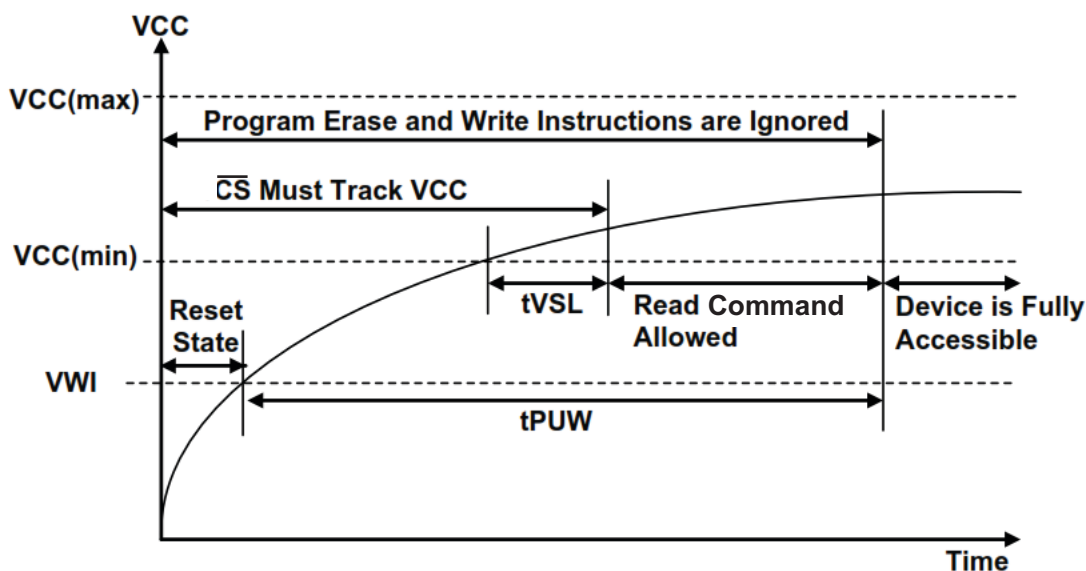 VCC
VCC(max)
Program Erase and Write Instructions are Ignored
C̅S̅ Must Track VCC
VCC(min)
tVSL
Read Command
Allowed
Device is Fully
Accessible
Reset
State
VWI
tPUW
Time